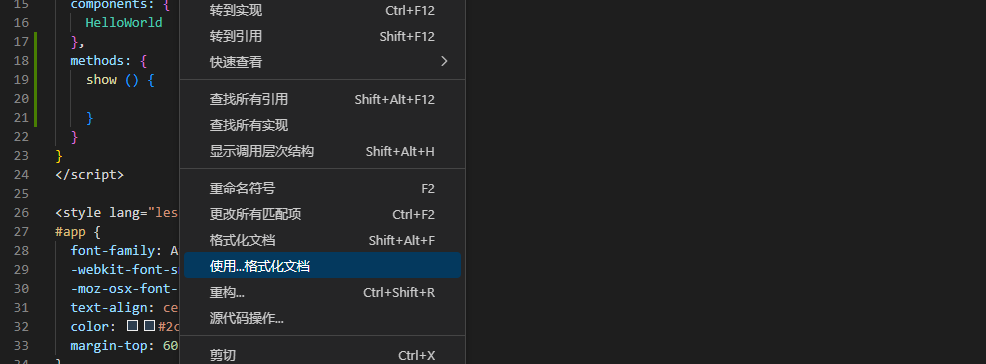 15 components: {
16 HelloWorld
17 },
18 methods: {
19 show () {
20
21 }
22 }
23 }
24 </script>
25
26 <style lang="les
27 #app {
28 font-family: A
29 -webkit-font-s
30 -moz-osx-font-
31 text-align: ce
32 color: #2c
33 margin-top: 60
34 }
转到实现 Ctrl+F12
转到引用 Shift+F12
快速查看
查找所有引用 Shift+Alt+F12
查找所有实现
显示调用层次结构 Shift+Alt+H
重命名符号 F2
更改所有匹配项 Ctrl+F2
格式化文档 Shift+Alt+F
使用...格式化文档
重构... Ctrl+Shift+R
源代码操作...
剪切 Ctrl+X